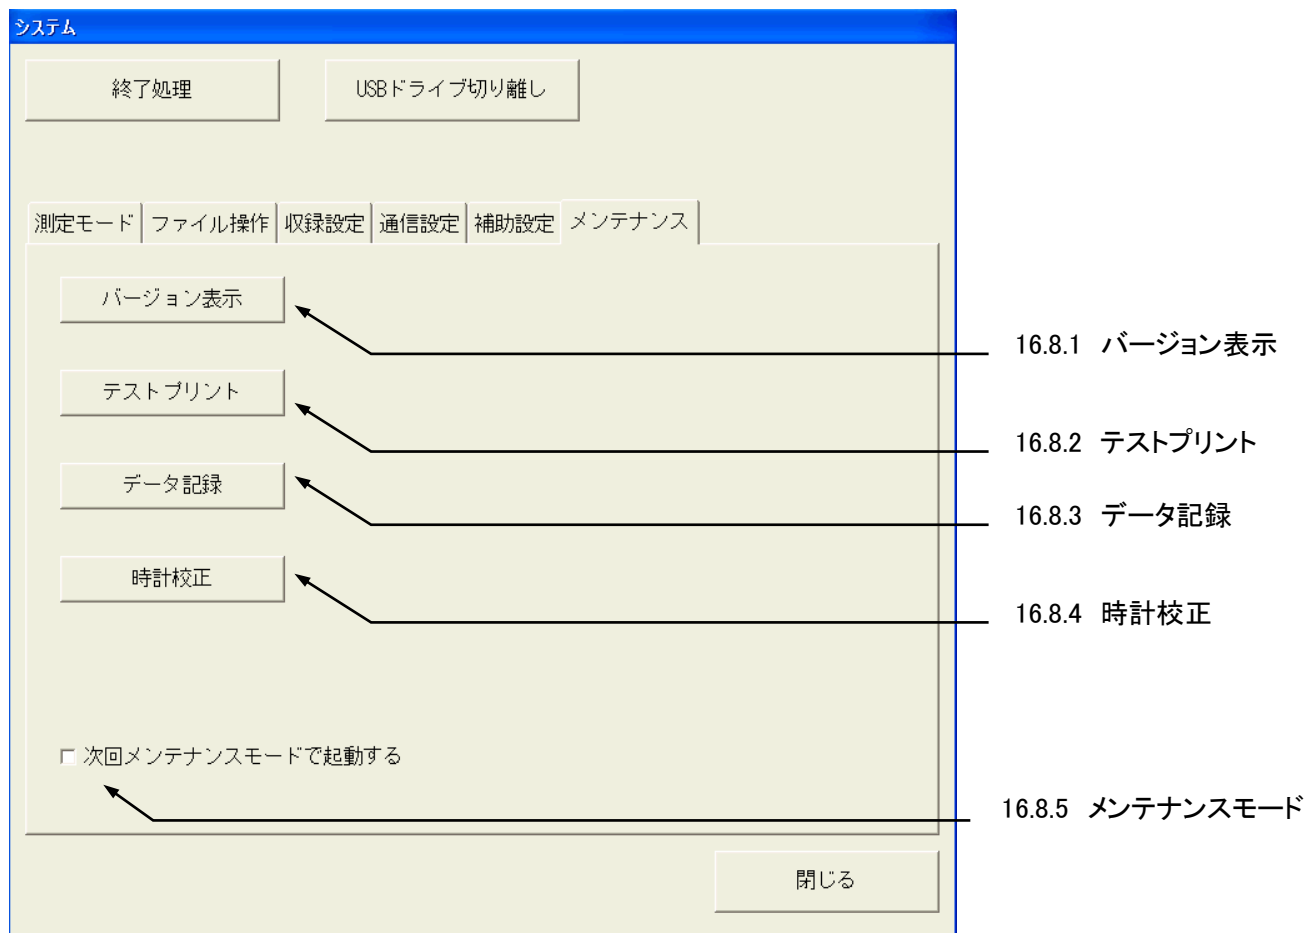 システム
終了処理
USBドライブ切り離し
測定モード ファイル操作 収録設定 通信設定 補助設定 メンテナンス
バージョン表示
16.8.1 バージョン表示
テストプリント
16.8.2 テストプリント
データ記録
16.8.3 データ記録
時計校正
16.8.4 時計校正
次回メンテナンスモードで起動する
16.8.5 メンテナンスモード
閉じる